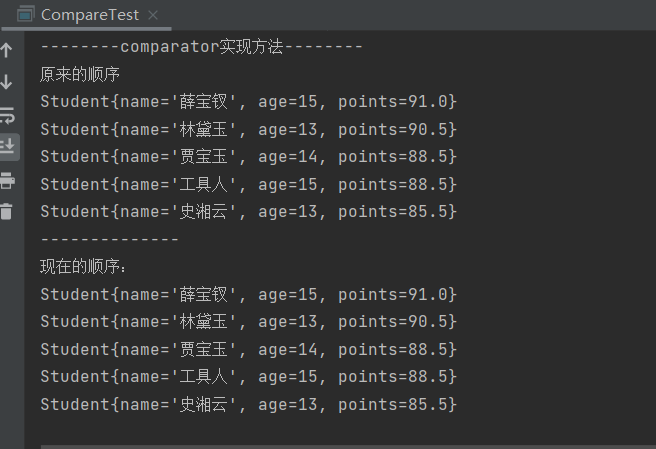 CompareTest
--------comparator实现方法--------
原来的顺序
Student{name='薛宝钗', age=15, points=91.0}
Student{name='林黛玉', age=13, points=90.5}
Student{name='贾宝玉', age=14, points=88.5}
Student{name='工具人', age=15, points=88.5}
Student{name='史湘云', age=13, points=85.5}
--------------
现在的顺序：
Student{name='薛宝钗', age=15, points=91.0}
Student{name='林黛玉', age=13, points=90.5}
Student{name='贾宝玉', age=14, points=88.5}
Student{name='工具人', age=15, points=88.5}
Student{name='史湘云', age=13, points=85.5}